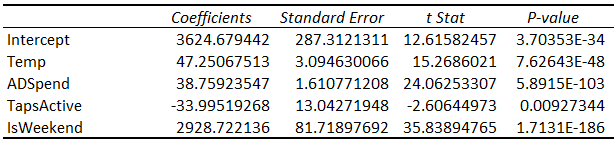 Coefficients Standard Error t Stat P-value
Intercept 3624.679442 287.3121311 12.61582457 3.70353E-34
Temp 47.25067513 3.094630066 15.2686021 7.62643E-48
ADSpend 38.75923547 1.610771208 24.06253307 5.8915E-103
TapsActive -33.99519268 13.04271948 -2.60644973 0.00927344
IsWeekend 2928.722136 81.71897692 35.83894765 1.7131E-186